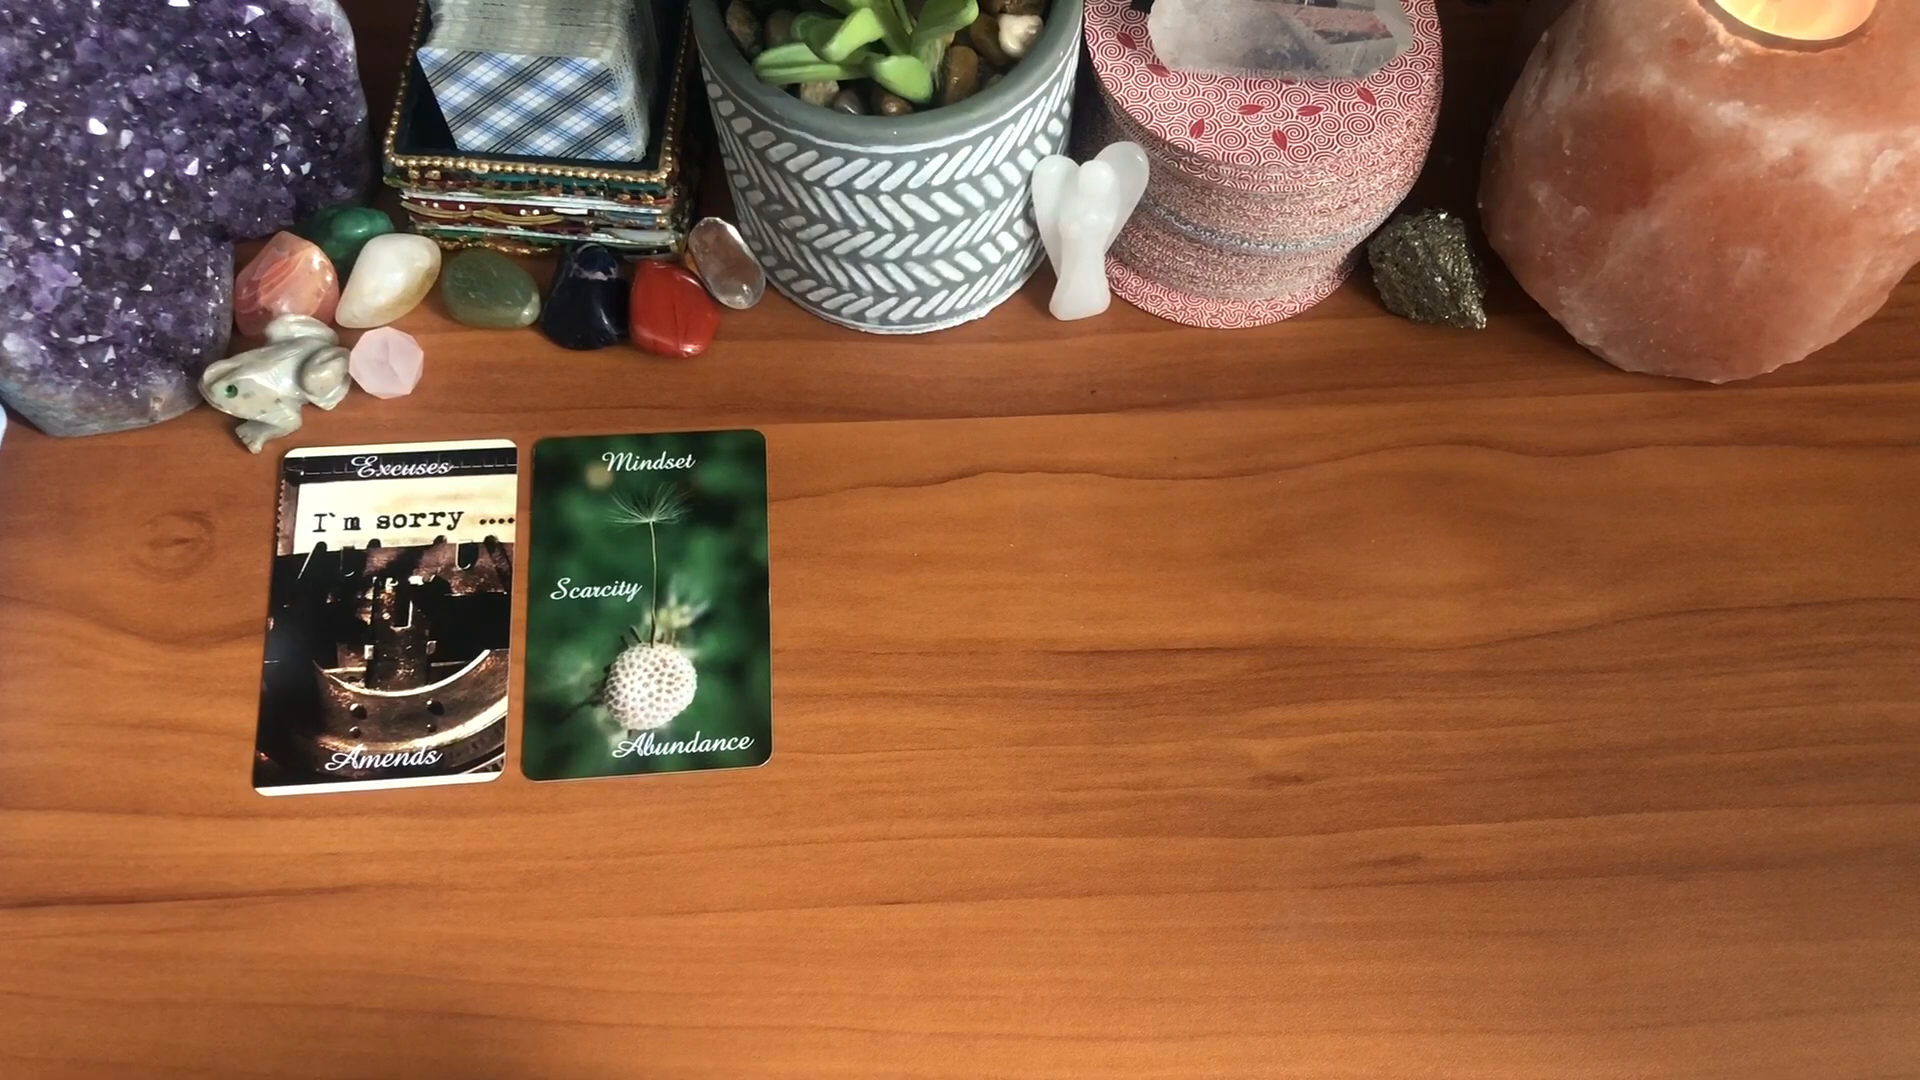 Excuses
I`m sorry ....
Amends
Mindset
Scarcity
Abundance